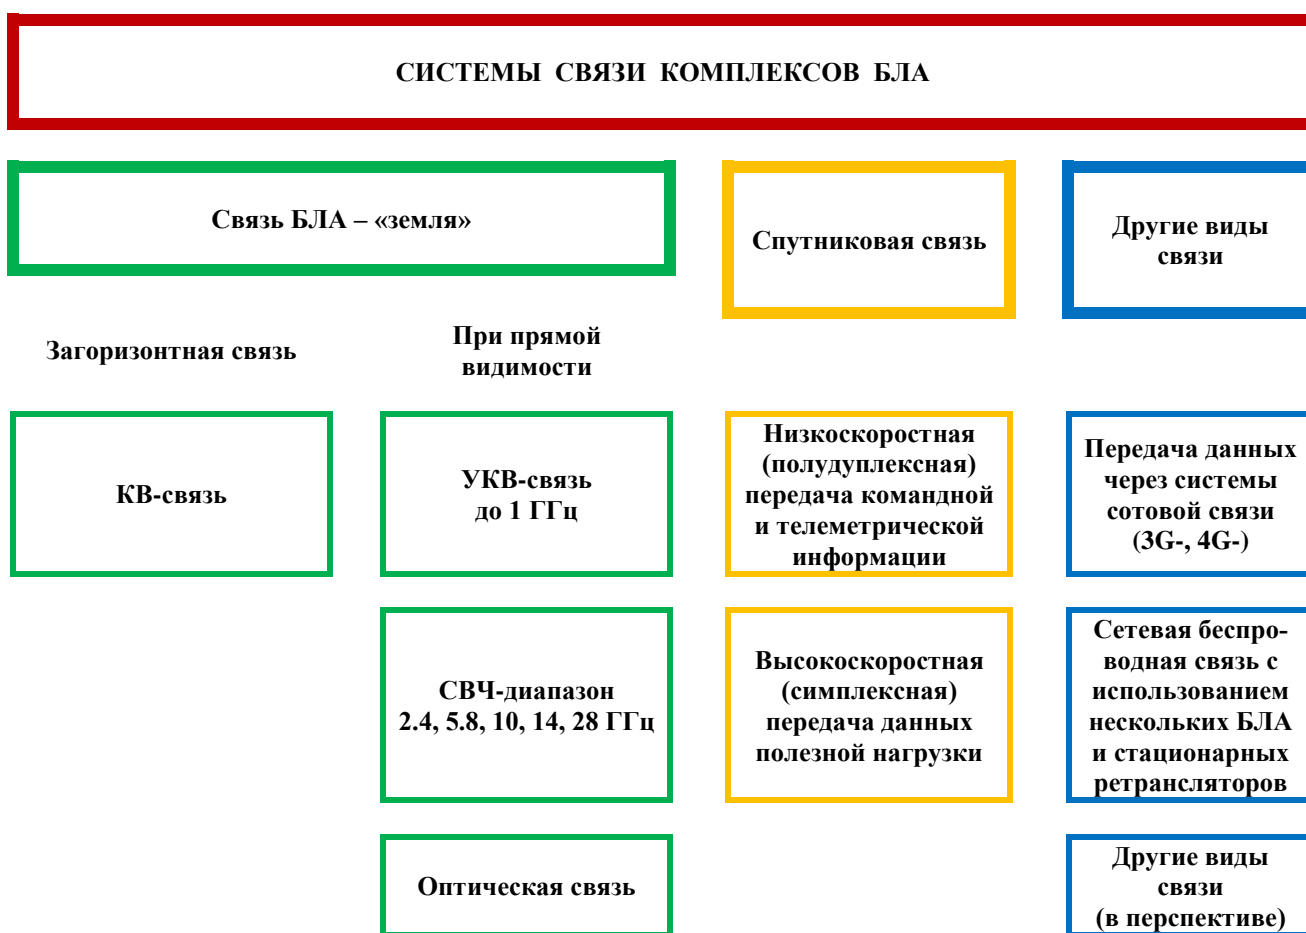 СИСТЕМЫ СВЯЗИ КОМПЛЕКСОВ БЛА
Связь БЛА – «земля»
Спутниковая связь
Другие виды
связи
Загоризонтная связь
При прямой
видимости
КВ-связь
УКВ-связь
до 1 ГГц
Низкоскоростная
(полудуплексная)
передача командной
и телеметрической
информации
Передача данных
через системы
сотовой связи
(3G-, 4G-)
СВЧ-диапазон
2.4, 5.8, 10, 14, 28 ГГц
Высокоскоростная
(симплексная)
передача данных
полезной нагрузки
Сетевая беспро-
водная связь с
использованием
нескольких БЛА
и стационарных
ретрансляторов
Оптическая связь
Другие виды
связи
(в перспективе)